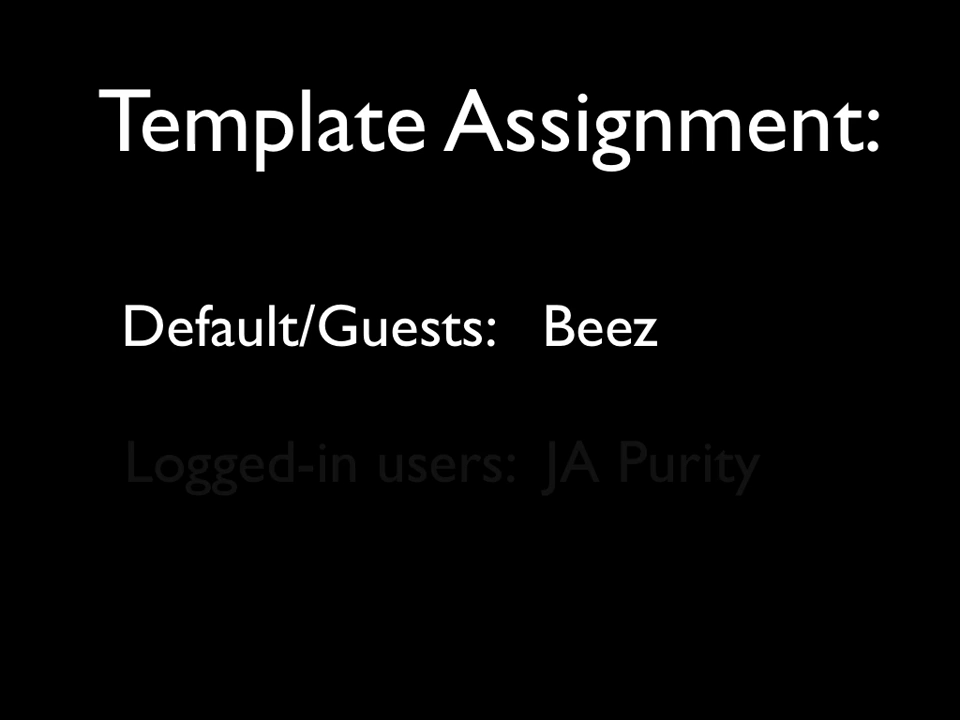 Template Assignment:
Default/Guests: Beez
Logged-in users: JA Purity